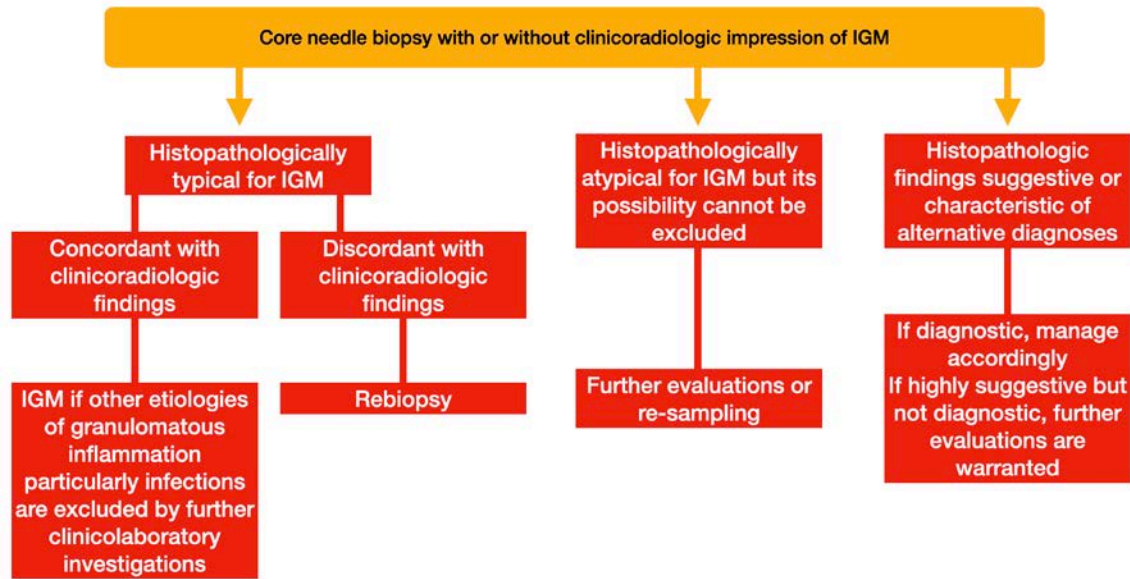 Core needle biopsy with or without clinicoradiologic impression of IGM
Histopathologically
typical for IGM
Histopathologically
atypical for IGM but its
possibility cannot be
excluded
Histopathologic
findings suggestive or
characteristic of
alternative diagnoses
Concordant with
clinicoradiologic
findings
Discordant with
clinicoradiologic
findings
IGM if other etiologies
of granulomatous
inflammation
particularly infections
are excluded by further
clinicolaboratory
investigations
Rebiopsy
Further evaluations or
re-sampling
If diagnostic, manage
accordingly
If highly suggestive but
not diagnostic, further
evaluations are
warranted